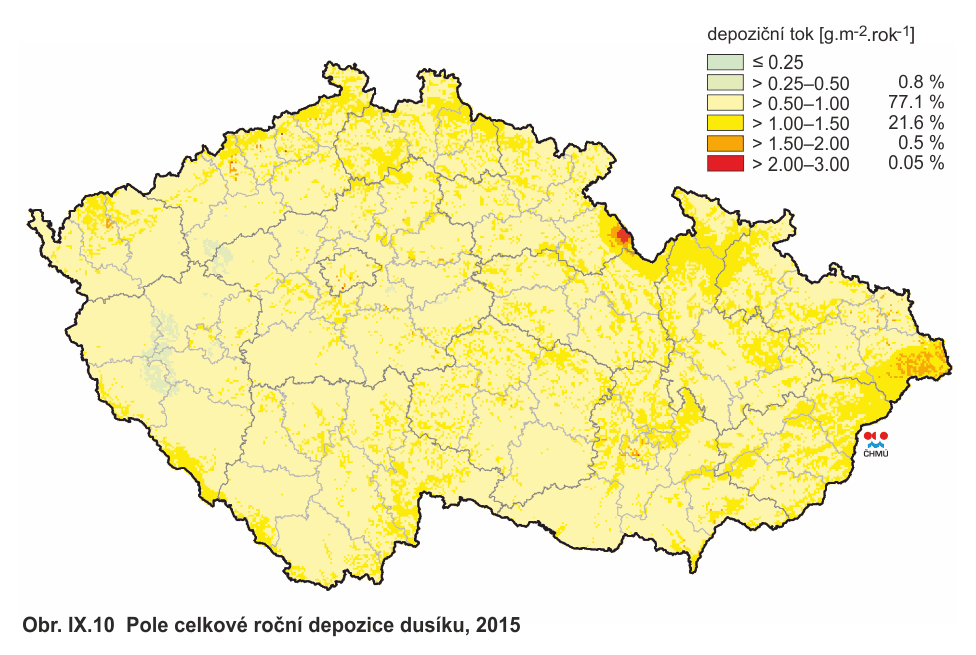 depoziční tok [g.m-2.rok-1]
≤ 0.25
> 0.25–0.50 0.8 %
> 0.50–1.00 77.1 %
> 1.00–1.50 21.6 %
> 1.50–2.00 0.5 %
> 2.00–3.00 0.05 %
ČHMÚ
Obr. IX.10 Pole celkové roční depozice dusíku, 2015